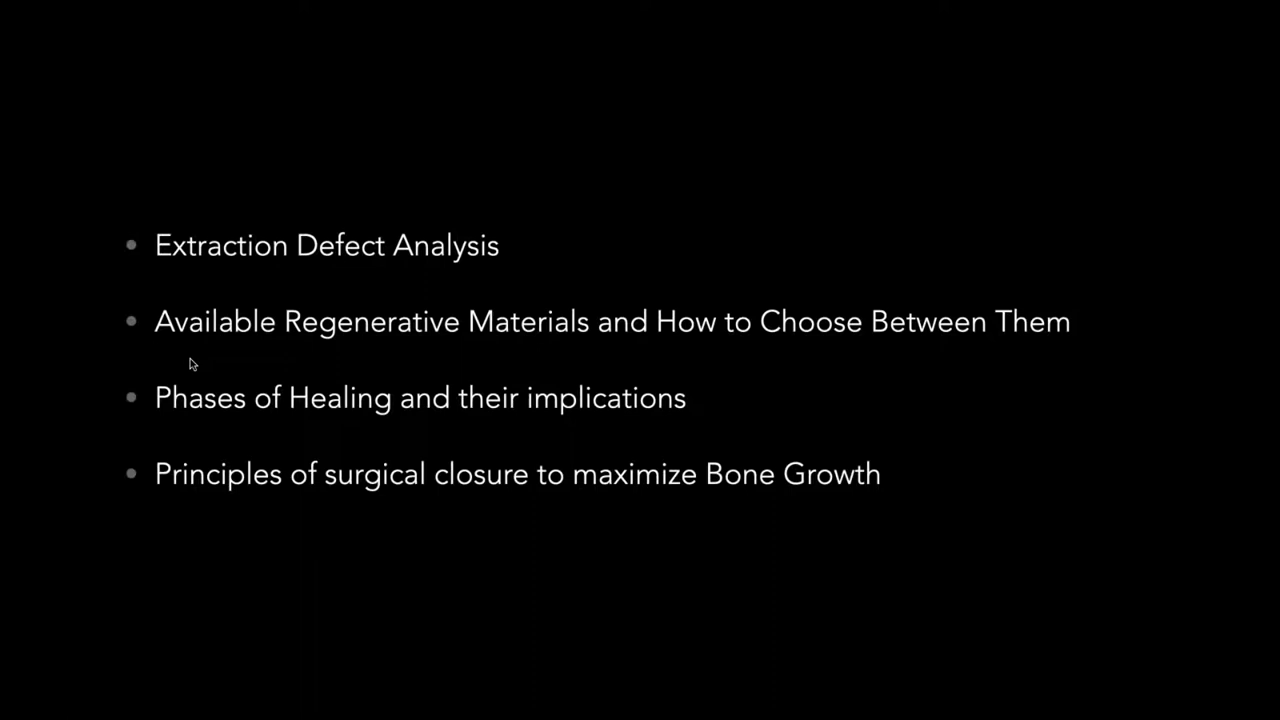 Extraction Defect Analysis
Available Regenerative Materials and How to Choose Between Them
Phases of Healing and their implications
Principles of surgical closure to maximize Bone Growth